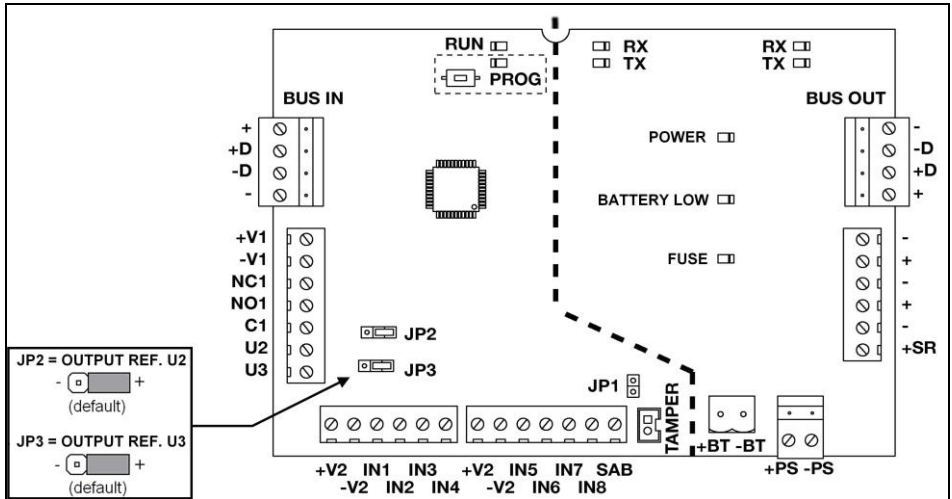 RUN
RX
RX
TX
TX
PROG
BUS IN
BUS OUT
+
+D
-D
-
POWER
BATTERY LOW
FUSE
-
-D
+D
+
+V1
-V1
NC1
NO1
C1
U2
U3
-
+
-
+
-
+SR
JP2
JP3
JP1
TAMPER
JP2 = OUTPUT REF. U2
- +
(default)
JP3 = OUTPUT REF. U3
- +
(default)
+BT -BT
+PS -PS
+V2 IN1 IN3 +V2 IN5 IN7 SAB
-V2 IN2 IN4 -V2 IN6 IN8